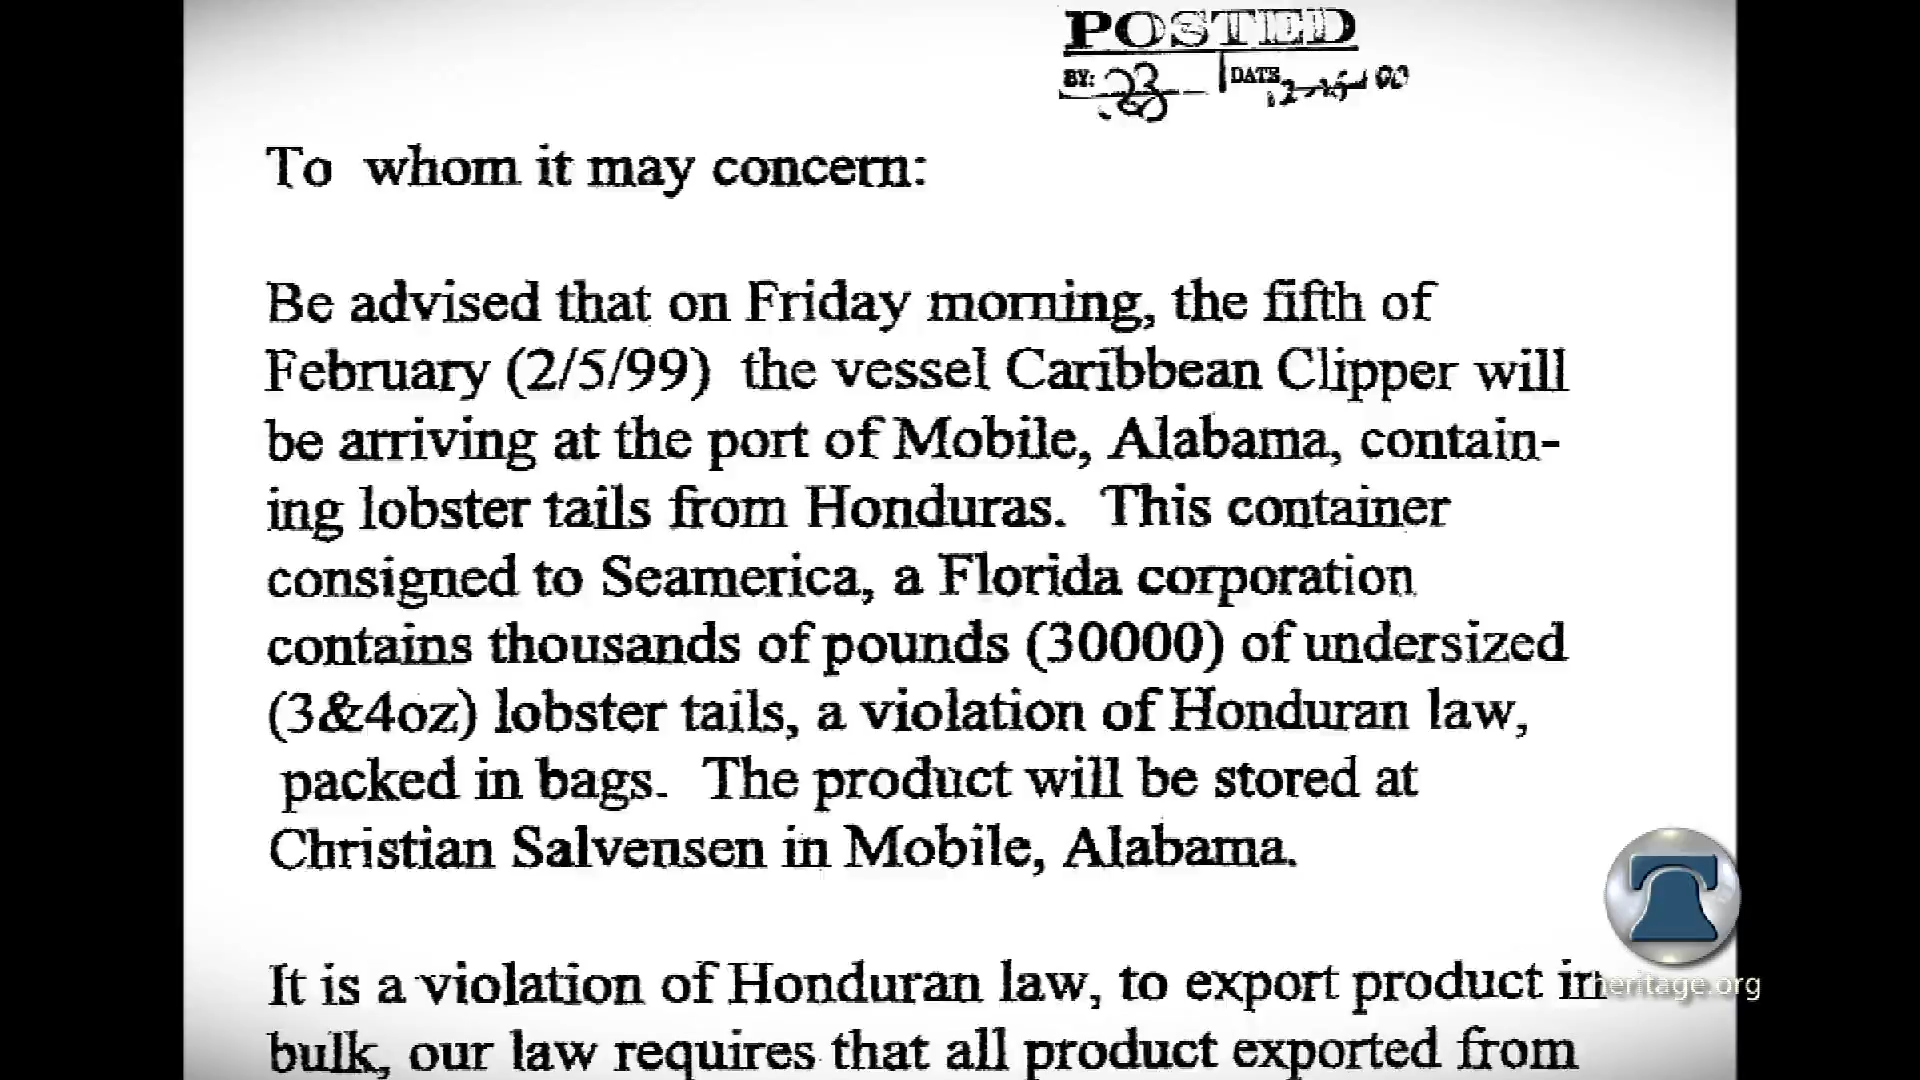 POSTED
BY: DATE
To whom it may concern:
Be advised that on Friday morning, the fifth of
February (2/5/99) the vessel Caribbean Clipper will
be arriving at the port of Mobile, Alabama, contain-
ing lobster tails from Honduras. This container
consigned to Seamerica, a Florida corporation
contains thousands of pounds (30000) of undersized
(3&4oz) lobster tails, a violation of Honduran law,
packed in bags. The product will be stored at
Christian Salvensen in Mobile, Alabama.
It is a violation of Honduran law, to export product in
bulk, our law requires that all product exported from
heritage.org